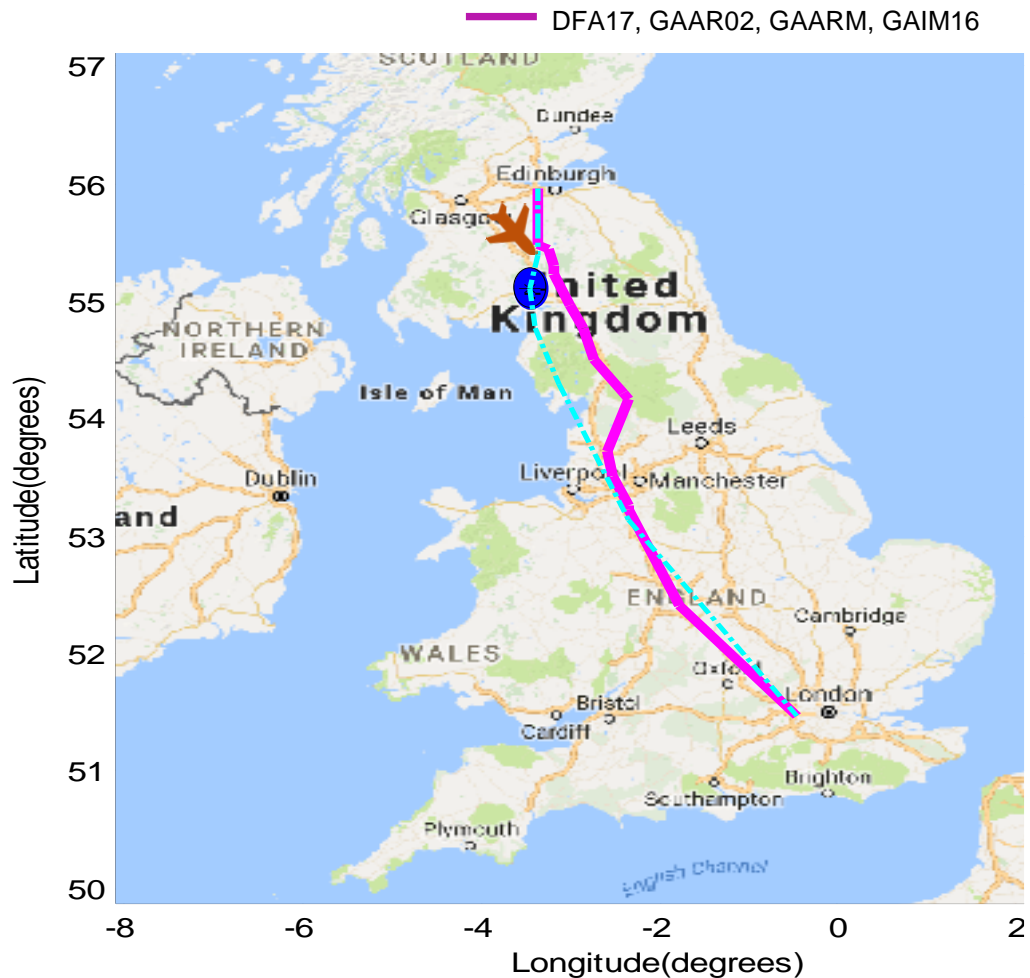 DFA17, GAAR02, GAARM, GAIM16
57
SCOTLAND
Dundee
56
Edinburgh
Glasgow
55
United
Kingdom
NORTHERN
IRELAND
Isle of Man
54
Leeds
Liverpool
Manchester
Dublin
and
53
ENGLAND
Cambridge
52
WALES
Oxford
London
Bristol
Cardiff
51
Brighton
Southampton
Plymouth
English Channel
50
Latitude(degrees)
-8 -6 -4 -2 0 2
Longitude(degrees)